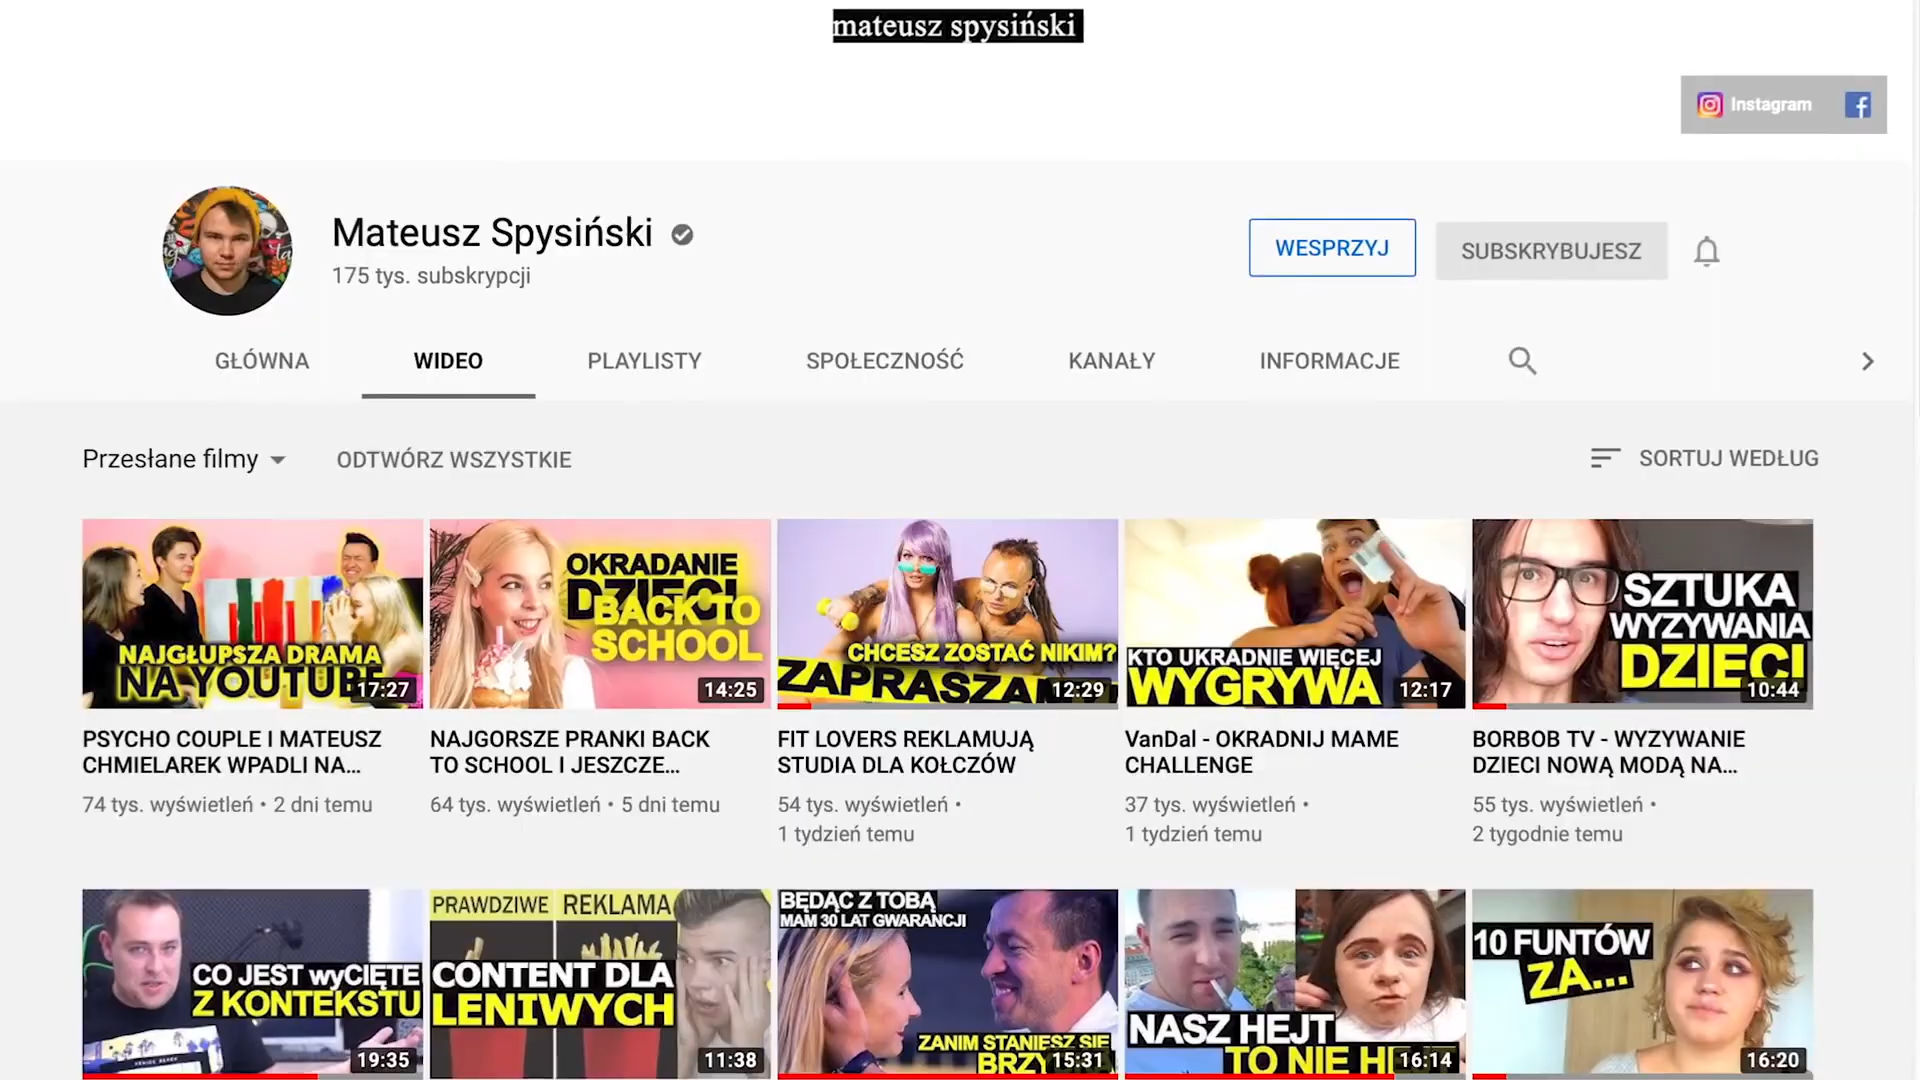 mateusz spysiński
Instagram
Mateusz Spysiński
175 tys. subskrypcji
WESPRZYJ
SUBSKRYBUJESZ
GŁÓWNA
WIDEO
PLAYLISTY
SPOŁECZNOŚĆ
KANAŁY
INFORMACJE
Przesłane filmy
ODTWÓRZ WSZYSTKIE
SORTUJ WEDŁUG
NAJGŁUPSZA DRAMA
NA YOUTUBE
17:27
OKRADANIE
DZIECI
BACK TO
SCHOOL
14:25
CHCESZ ZOSTAĆ NIKIM?
ZAPRASZAM
12:29
KTO UKRADNIE WIĘCEJ
WYGRYWA
12:17
SZTUKA
WYZYWANIA
DZIECI
10:44
PSYCHO COUPLE I MATEUSZ
CHMIELAREK WPADLI NA...
74 tys. wyświetleń • 2 dni temu
NAJGORSZE PRANKI BACK
TO SCHOOL I JESZCZE...
64 tys. wyświetleń • 5 dni temu
FIT LOVERS REKLAMUJĄ
STUDIA DLA KOŁCZÓW
54 tys. wyświetleń •
1 tydzień temu
VanDal - OKRADNIJ MAME
CHALLENGE
37 tys. wyświetleń •
1 tydzień temu
BORBOB TV - WYZYWANIE
DZIECI NOWĄ MODĄ NA...
55 tys. wyświetleń •
2 tygodnie temu
CO JEST wyCIĘTE
Z KONTEKSTU
19:35
PRAWDZIWE REKLAMA
CONTENT DLA
LENIWYCH
11:38
BĘDĄC Z TOBĄ
MAM 30 LAT GWARANCJI
ZANIM STANIESZ SIĘ
15:31
NASZ HEJT
TO NIE
16:14
10 FUNTÓW
ZA...
16:20